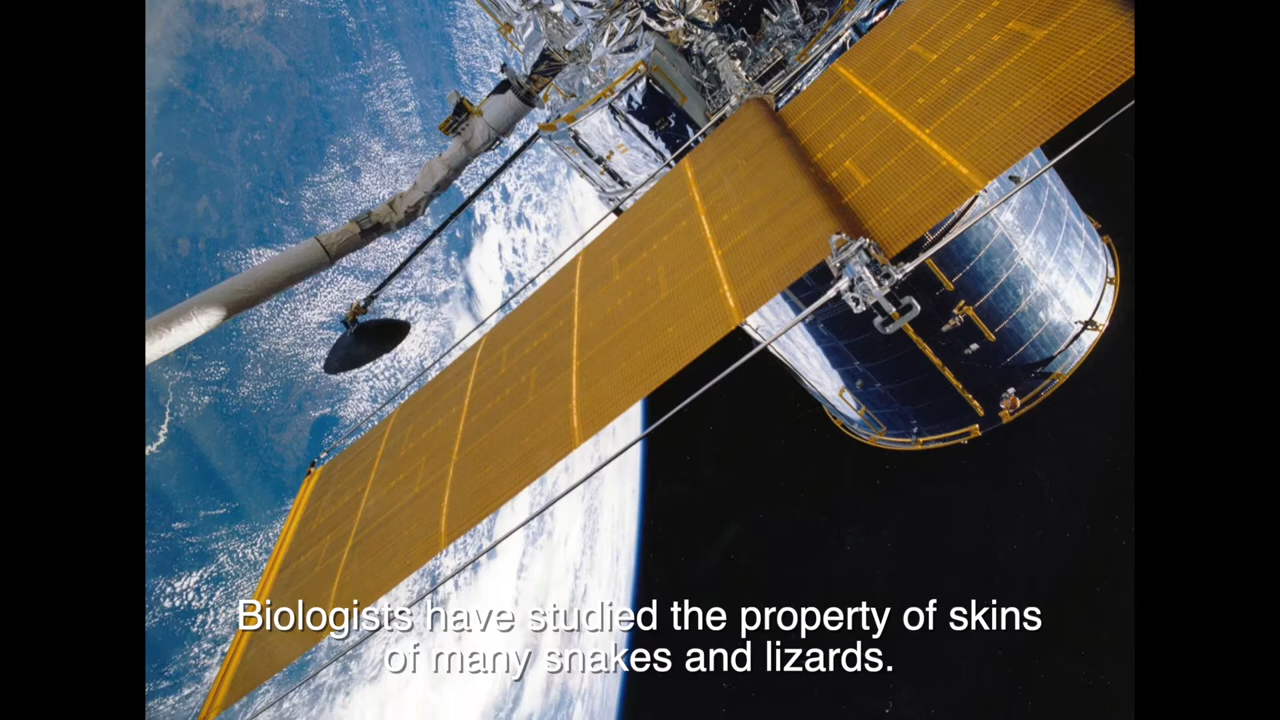 Biologists have studied the property of skins
of many snakes and lizards.